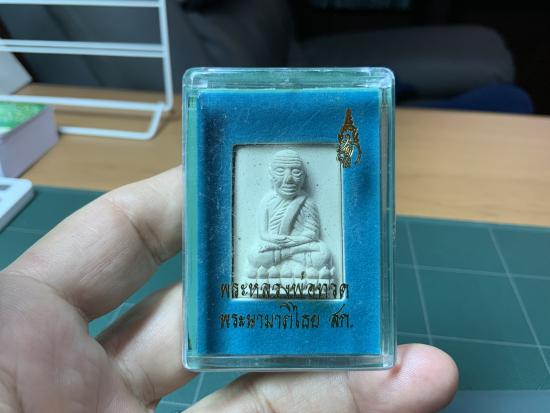 พระหลวงพ่อทวด
พระนามาภิไธย สก.